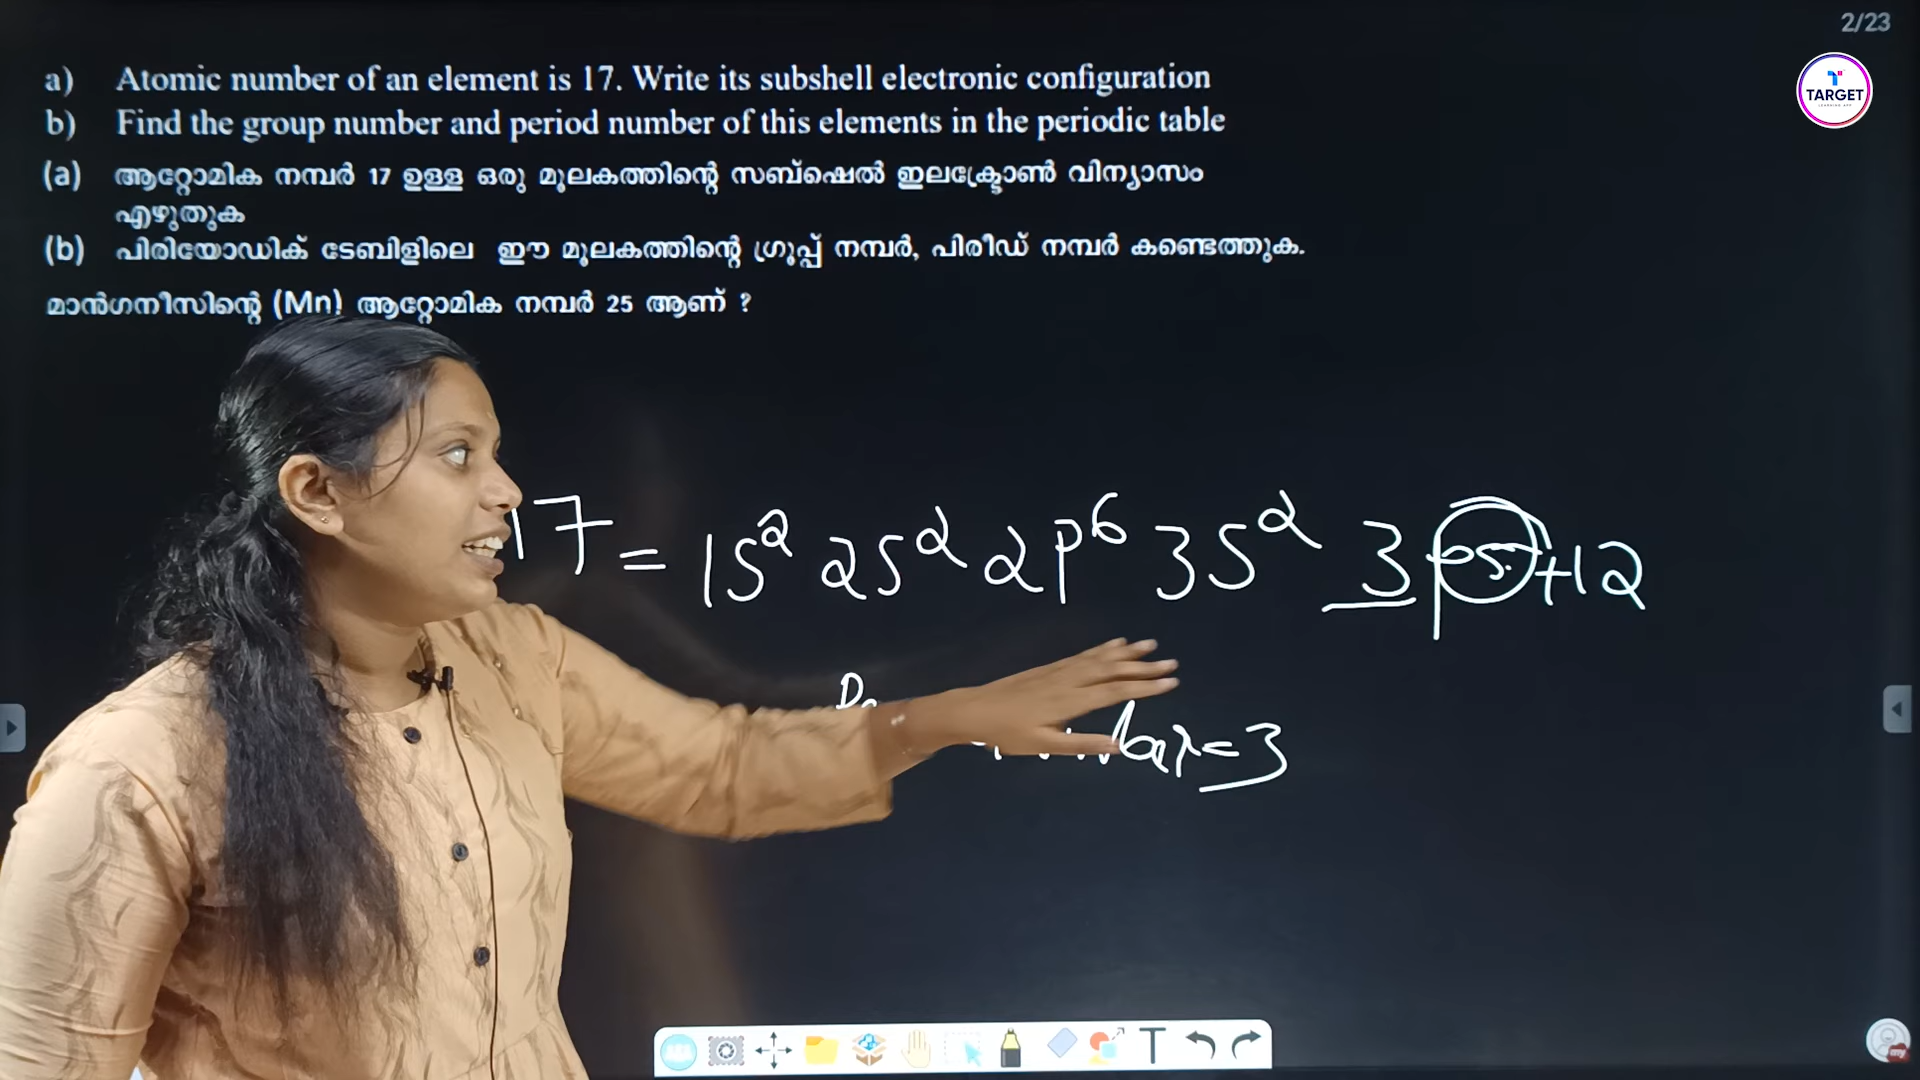 2/23
TARGET
a) Atomic number of an element is 17. Write its subshell electronic configuration
b) Find the group number and period number of this elements in the periodic table
(a) ആറ്റോമിക നമ്പർ 17 ഉള്ള ഒരു മൂലകത്തിന്റെ സബ്ഷെൽ ഇലക്ട്രോൺ വിന്യാസം
എഴുതുക
(b) പിരിയോഡിക് ടേബിളിലെ ഈ മൂലകത്തിന്റെ ഗ്രൂപ്പ് നമ്പർ, പിരീഡ് നമ്പർ കണ്ടെത്തുക.
മാൻഗനീസിന്റെ (Mn) ആറ്റോമിക നമ്പർ 25 ആണ് ?
17 = 1S² 2S² 2P⁶ 3S² 3p⁵+12
=3